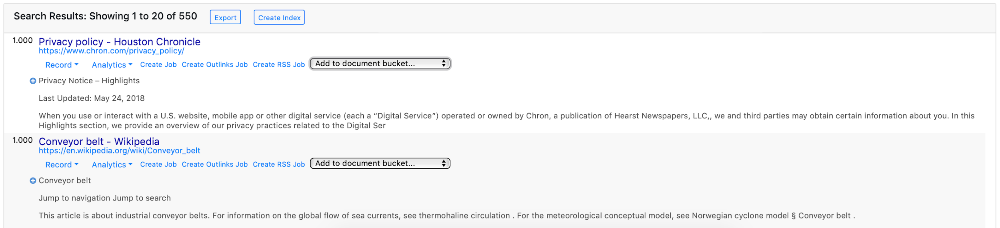 Search Results: Showing 1 to 20 of 550 Export Create Index
1.000 Privacy policy - Houston Chronicle
https://www.chron.com/privacy_policy/
Record Analytics Create Job Create Outlinks Job Create RSS Job Add to document bucket...
Privacy Notice – Highlights
Last Updated: May 24, 2018
When you use or interact with a U.S. website, mobile app or other digital service (each a “Digital Service”) operated or owned by Chron, a publication of Hearst Newspapers, LLC,, we and third parties may obtain certain information about you. In this
Highlights section, we provide an overview of our privacy practices related to the Digital Ser
1.000 Conveyor belt - Wikipedia
https://en.wikipedia.org/wiki/Conveyor_belt
Record Analytics Create Job Create Outlinks Job Create RSS Job Add to document bucket...
Conveyor belt
Jump to navigation Jump to search
This article is about industrial conveyor belts. For information on the global flow of sea currents, see thermohaline circulation . For the meteorological conceptual model, see Norwegian cyclone model § Conveyor belt .